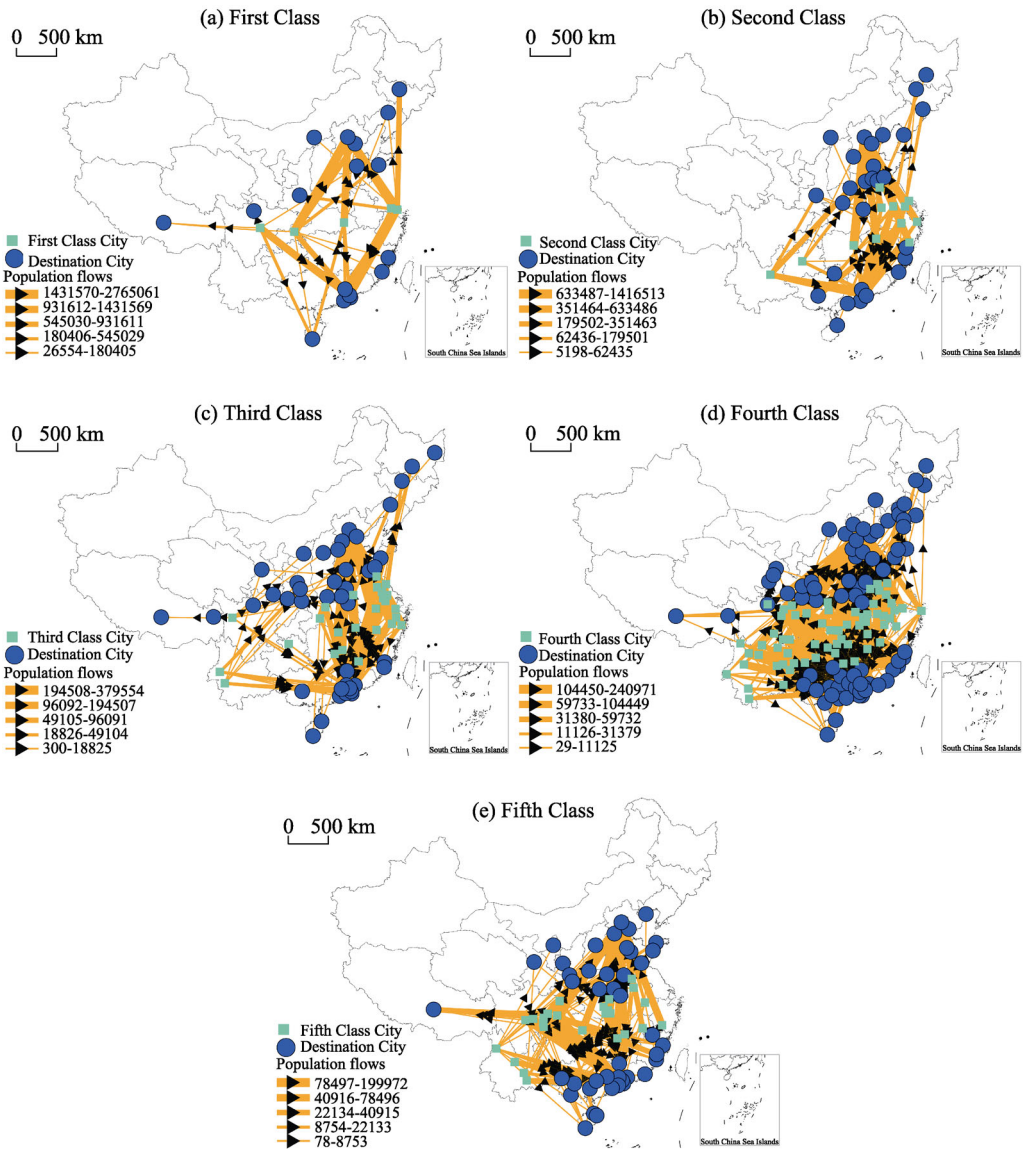 (a) First Class
0 500 km
First Class City
Destination City
Population flows
1431570-2765061
931612-1431569
545030-931611
180406-545029
26554-180405
South China Sea Islands
(b) Second Class
0 500 km
Second Class City
Destination City
Population flows
633487-1416513
351464-633486
179502-351463
62436-179501
5198-62435
South China Sea Islands
(c) Third Class
0 500 km
Third Class City
Destination City
Population flows
194508-379554
96092-194507
49105-96091
18826-49104
300-18825
South China Sea Islands
(d) Fourth Class
0 500 km
Fourth Class City
Destination City
Population flows
104450-240971
59733-104449
31380-59732
11126-31379
29-11125
South China Sea Islands
(e) Fifth Class
0 500 km
Fifth Class City
Destination City
Population flows
78497-199972
40916-78496
22134-40915
8754-22133
78-8753
South China Sea Islands